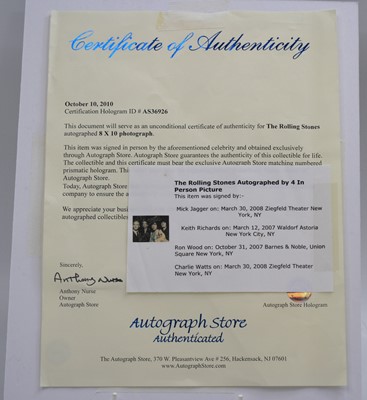 Certificate of Authenticity
October 10, 2010
Certification Hologram ID # AS36926
This document will serve as an unconditional certificate of authenticity for The Rolling Stones
autographed 8 X 10 photograph.
This item was signed in person by the aforementioned celebrity and obtained exclusively
through Autograph Store. Autograph Store guarantees the authenticity of this collectible for life.
The collectible and this certificate must bear the exclusive Autograph Store matching numbered
prismatic hologram. This
Autograph Store.
Today, Autograph Store
company to ensure the a
We appreciate your busi
autographed collectibles
The Rolling Stones Autographed by 4 In
Person Picture
This item was signed by:-
Mick Jagger on: March 30, 2008 Ziegfeld Theater New
York, NY
Keith Richards on: March 12, 2007 Waldorf Astoria
New York City, NY
Ron Wood on: October 31, 2007 Barnes & Noble, Union
Square New York, NY
Charlie Watts on: March 30, 2008 Ziegfeld Theater
New York, NY
Sincerely,
Anthony Nurse
Anthony Nurse
Owner
Autograph Store
Autograph Store Hologram
Autograph Store
Authenticated
The Autograph Store, 370 W. Pleasantview Ave # 256, Hackensack, NJ 07601
www.AutographStore.com